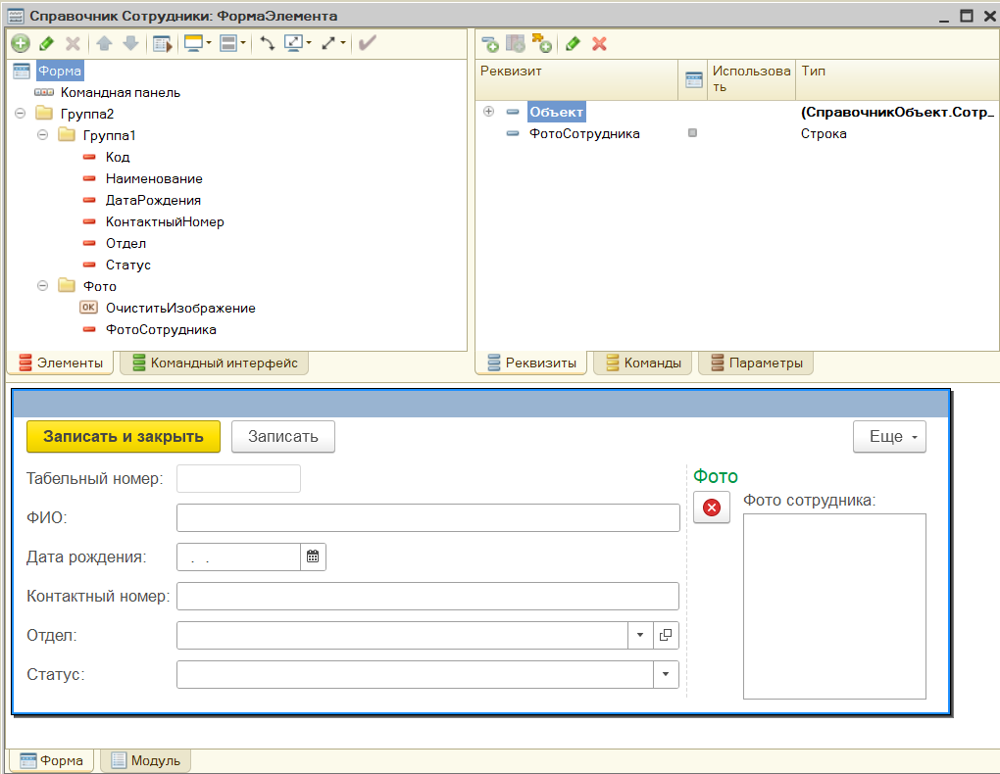 Справочник Сотрудники: ФормаЭлемента
Форма
Командная панель
Группа2
Группа1
Код
Наименование
ДатаРождения
КонтактныйНомер
Отдел
Статус
Фото
OK ОчиститьИзображение
ФотоСотрудника
Элементы Командный интерфейс
Реквизит Использова
ть Тип
Объект (СправочникОбъект.Сотр...
ФотоСотрудника Строка
Реквизиты Команды Параметры
Записать и закрыть Записать Еще
Табельный номер:
ФИО:
Дата рождения: . .
Контактный номер:
Отдел:
Статус:
Фото
Фото сотрудника:
Форма Модуль